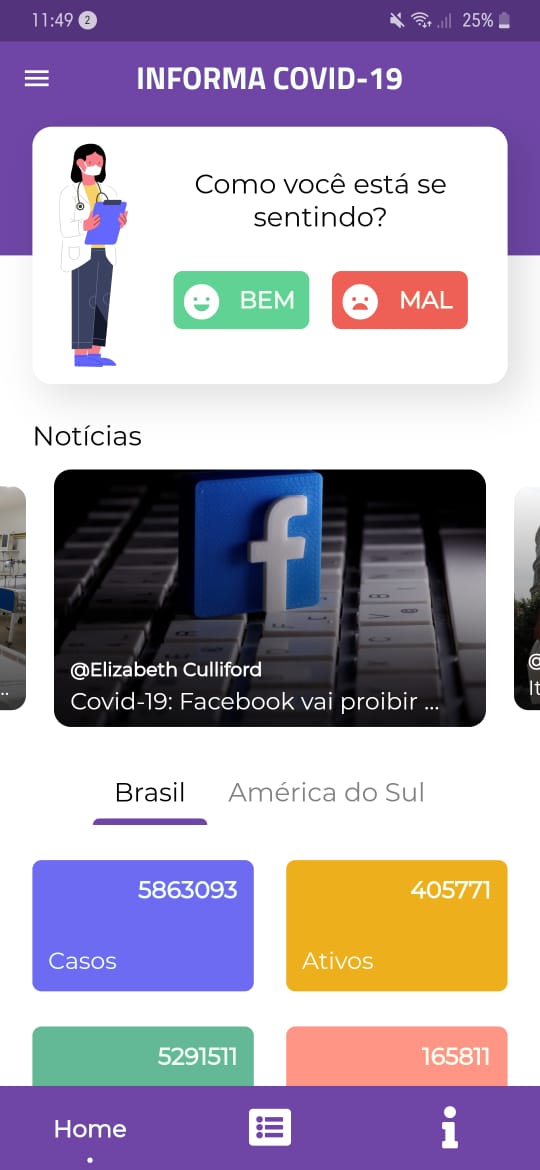 11:49 2 25%
INFORMA COVID-19
Como você está se
sentindo?
BEM MAL
Notícias
f
@Elizabeth Culliford
Covid-19: Facebook vai proibir ...
...
@
It
Brasil América do Sul
5863093 405771
Casos Ativos
5291511 165811
Home